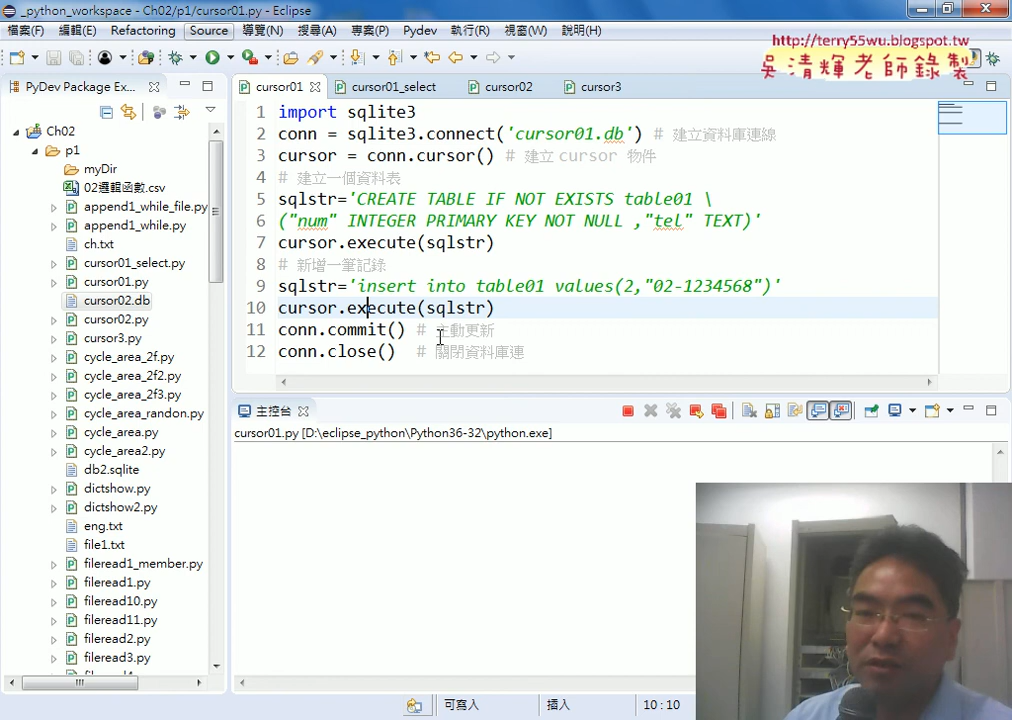 _python_workspace - Ch02/p1/cursor01.py - Eclipse
檔案(F) 編輯(E) Refactoring Source 導覽(N) 搜尋(A) 專案(P) Pydev 執行(R) 視窗(W) 說明(H)
http://terry55wu.blogspot.tw
吳清輝老師錄製
PyDev Package Ex...
cursor01 cursor01_select cursor02 cursor3
Ch02
p1
myDir
02邏輯函數.csv
append1_while_file.py
append1_while.py
ch.txt
cursor01_select.py
cursor01.py
cursor02.db
cursor02.py
cursor3.py
cycle_area_2f.py
cycle_area_2f2.py
cycle_area_2f3.py
cycle_area_randon.py
cycle_area.py
cycle_area2.py
db2.sqlite
dictshow.py
dictshow2.py
eng.txt
file1.txt
fileread1_member.py
fileread1.py
fileread10.py
fileread11.py
fileread2.py
fileread3.py
1 import sqlite3
2 conn = sqlite3.connect('cursor01.db') # 建立資料庫連線
3 cursor = conn.cursor() # 建立 cursor 物件
4 # 建立一個資料表
5 sqlstr='CREATE TABLE IF NOT EXISTS table01 \
6 ("num" INTEGER PRIMARY KEY NOT NULL ,"tel" TEXT)'
7 cursor.execute(sqlstr)
8 # 新增一筆記錄
9 sqlstr='insert into table01 values(2,"02-1234568")'
10 cursor.execute(sqlstr)
11 conn.commit() # 主動更新
12 conn.close() # 關閉資料庫連
主控台
cursor01.py [D:\eclipse_python\Python36-32\python.exe]
可寫入 插入 10:10